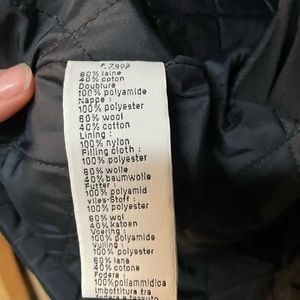 60% laine
40% coton
Doublure
100% polyamide
Nappe :
100% polyester
60% wool
40% cotton
Lining :
100% nylon
Filling cloth :
100% polyester
60% wolle
40% baumwolle
Futter :
100% polyamid
vlies-Stoff :
100% polyester
60% wol
40% katoen
Voering :
100% polyamide
Vulling :
100% polyester
60% lana
40% cotone
Fodera :
100%poliammidica
imbottitura tra
fodera e tessuto